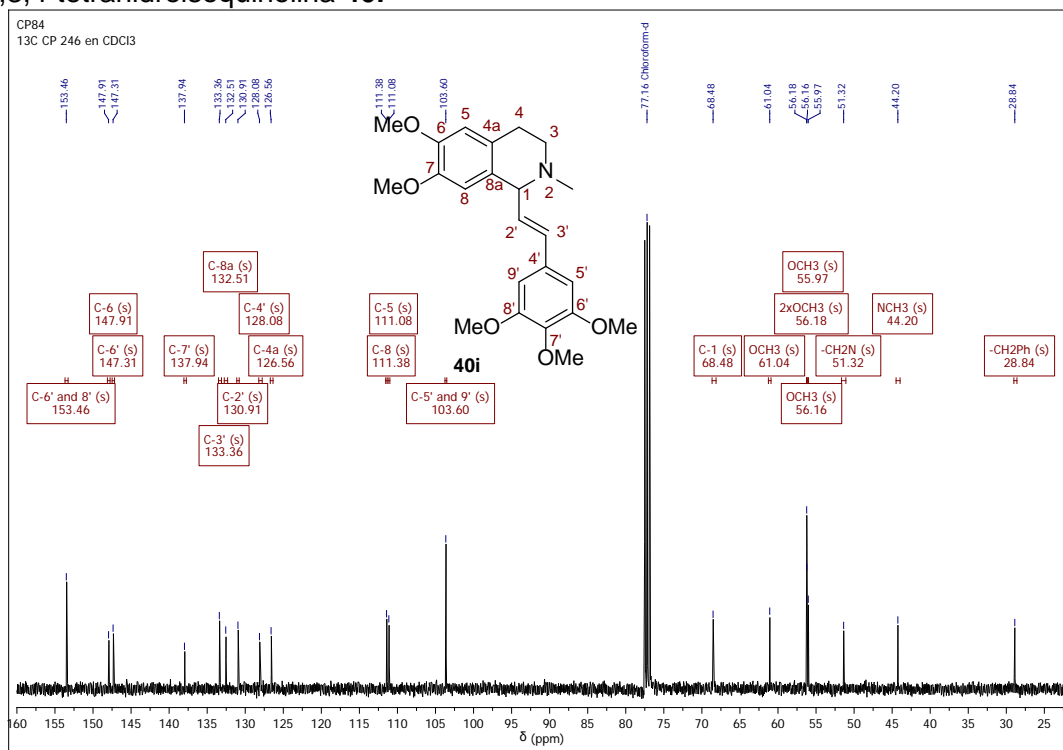 CP84
13C CP 246 en CDCl3
153.46
147.91
147.31
137.94
133.36
132.51
130.91
128.08
126.56
111.38
111.08
103.60
77.16 Chloroform-d
68.48
61.04
56.18
56.16
55.97
51.32
44.20
28.84
MeO
6
5
4a
4
3
MeO
7
8
8a
1
N
2
2'
3'
4'
9'
5'
MeO
8'
7'
6'
OMe
OMe
40i
C-8a (s)
132.51
OCH3 (s)
55.97
C-6 (s)
147.91
C-4' (s)
128.08
C-5 (s)
111.08
2xOCH3 (s)
56.18
NCH3 (s)
44.20
C-6' (s)
147.31
C-7' (s)
137.94
C-4a (s)
126.56
C-8 (s)
111.38
C-1 (s)
68.48
OCH3 (s)
61.04
-CH2N (s)
51.32
-CH2Ph (s)
28.84
C-6' and 8' (s)
153.46
C-2' (s)
130.91
C-5' and 9' (s)
103.60
OCH3 (s)
56.16
C-3' (s)
133.36
160 155 150 145 140 135 130 125 120 115 110 105 100 95 90 85 80 75 70 65 60 55 50 45 40 35 30 25
δ (ppm)